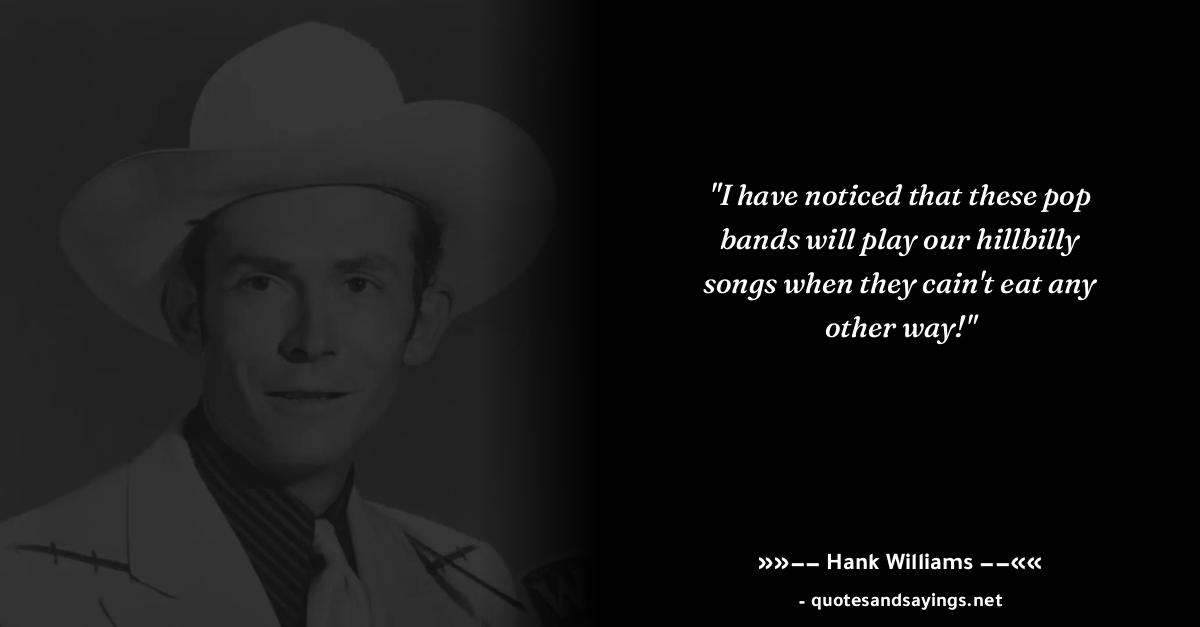 "I have noticed that these pop
bands will play our hillbilly
songs when they cain't eat any
other way!"
»»−− Hank Williams −−««
- quotesandsayings.net